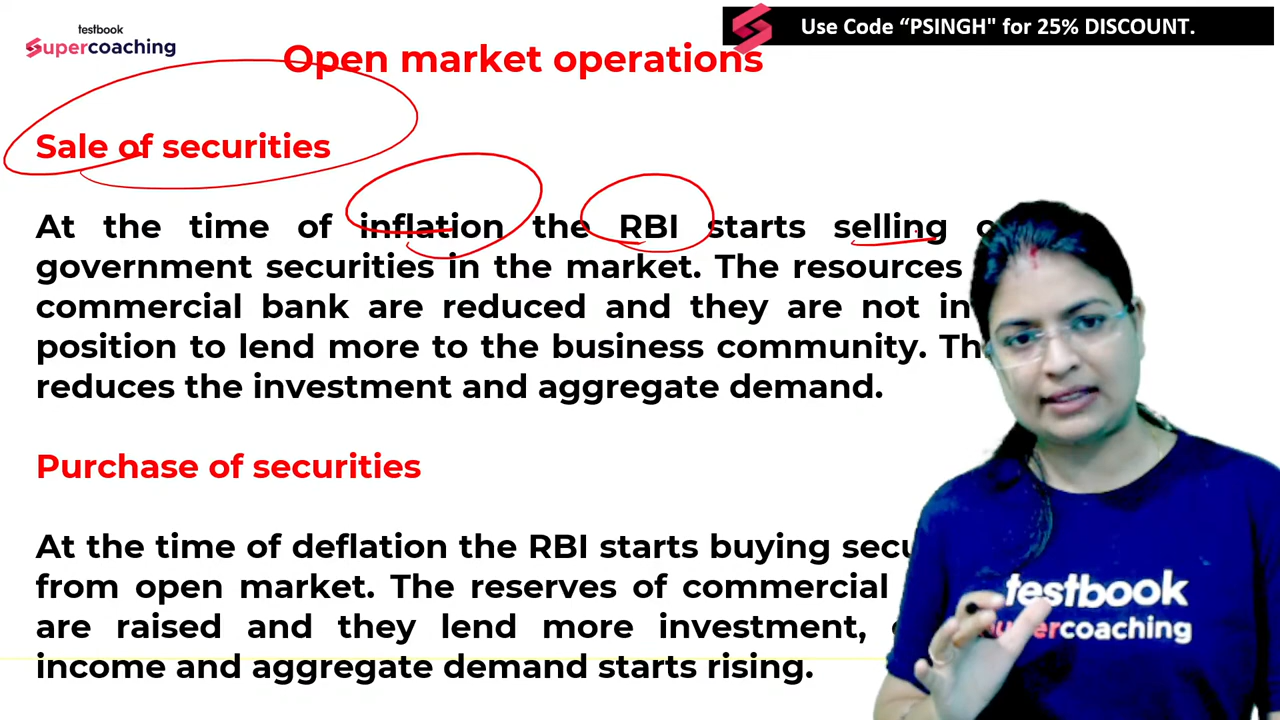 testbook
Supercoaching
Use Code “PSINGH" for 25% DISCOUNT.
Open market operations
Sale of securities
At the time of inflation the RBI starts selling
government securities in the market. The resources
commercial bank are reduced and they are not in
position to lend more to the business community.
reduces the investment and aggregate demand.
Purchase of securities
At the time of deflation the RBI starts buying
from open market. The reserves of commercial
are raised and they lend more investment,
income and aggregate demand starts rising.
testbook
supercoaching